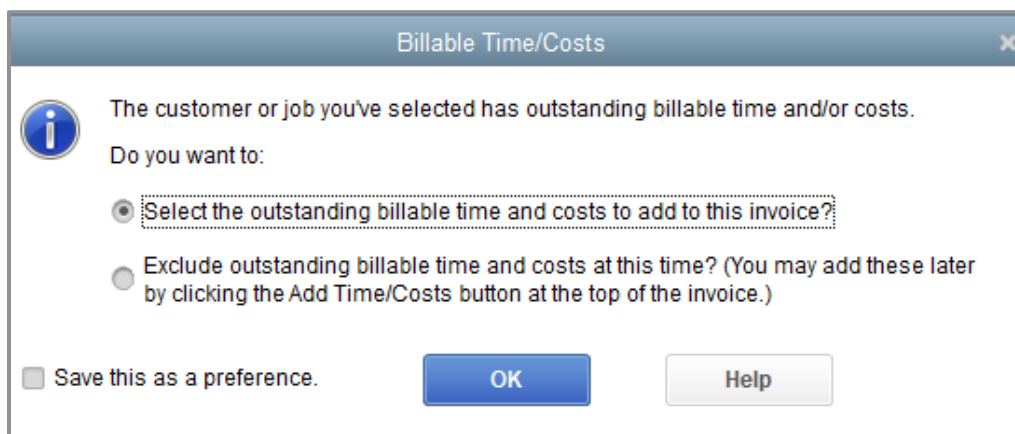 Billable Time/Costs
The customer or job you've selected has outstanding billable time and/or costs.
Do you want to:
Select the outstanding billable time and costs to add to this invoice?
Exclude outstanding billable time and costs at this time? (You may add these later
by clicking the Add Time/Costs button at the top of the invoice.)
Save this as a preference.
OK
Help